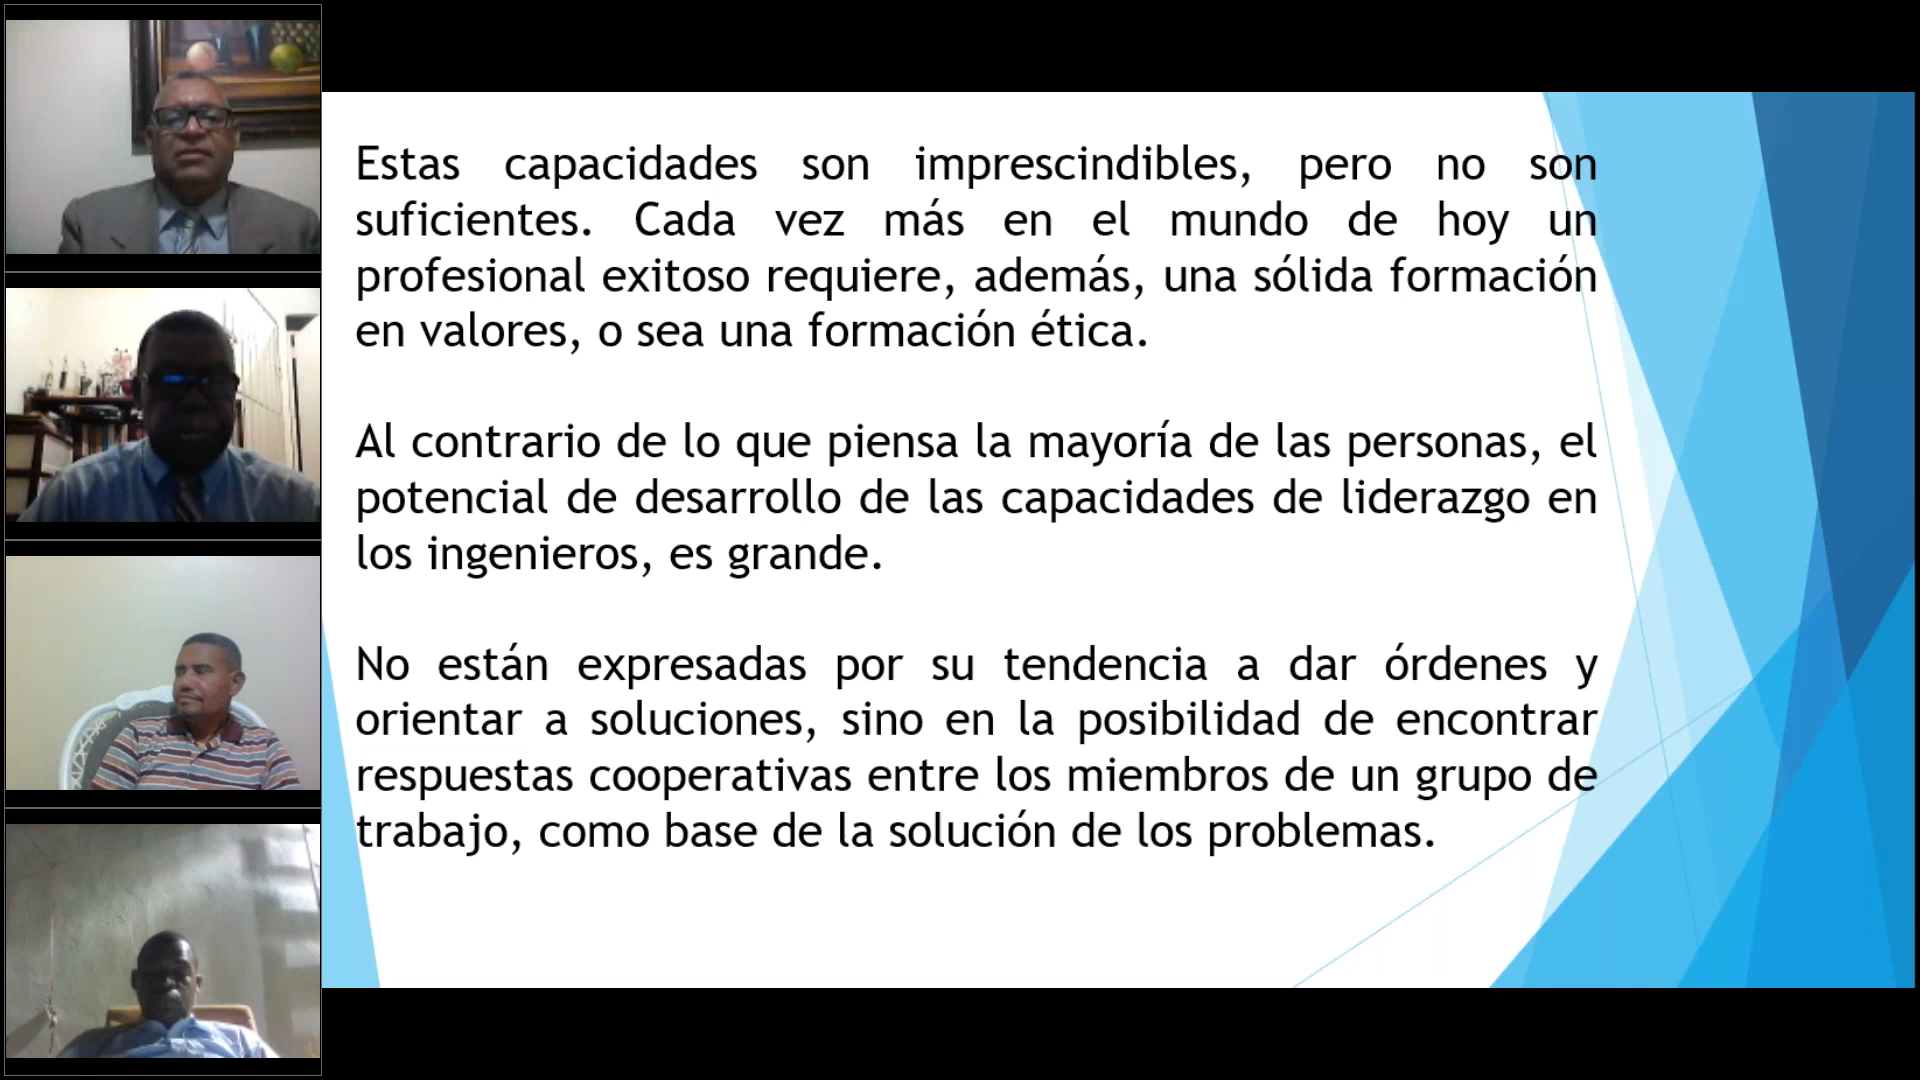 Estas capacidades son imprescindibles, pero no son
suficientes. Cada vez más en el mundo de hoy un
profesional exitoso requiere, además, una sólida formación
en valores, o sea una formación ética.
Al contrario de lo que piensa la mayoría de las personas, el
potencial de desarrollo de las capacidades de liderazgo en
los ingenieros, es grande.
No están expresadas por su tendencia a dar órdenes y
orientar a soluciones, sino en la posibilidad de encontrar
respuestas cooperativas entre los miembros de un grupo de
trabajo, como base de la solución de los problemas.